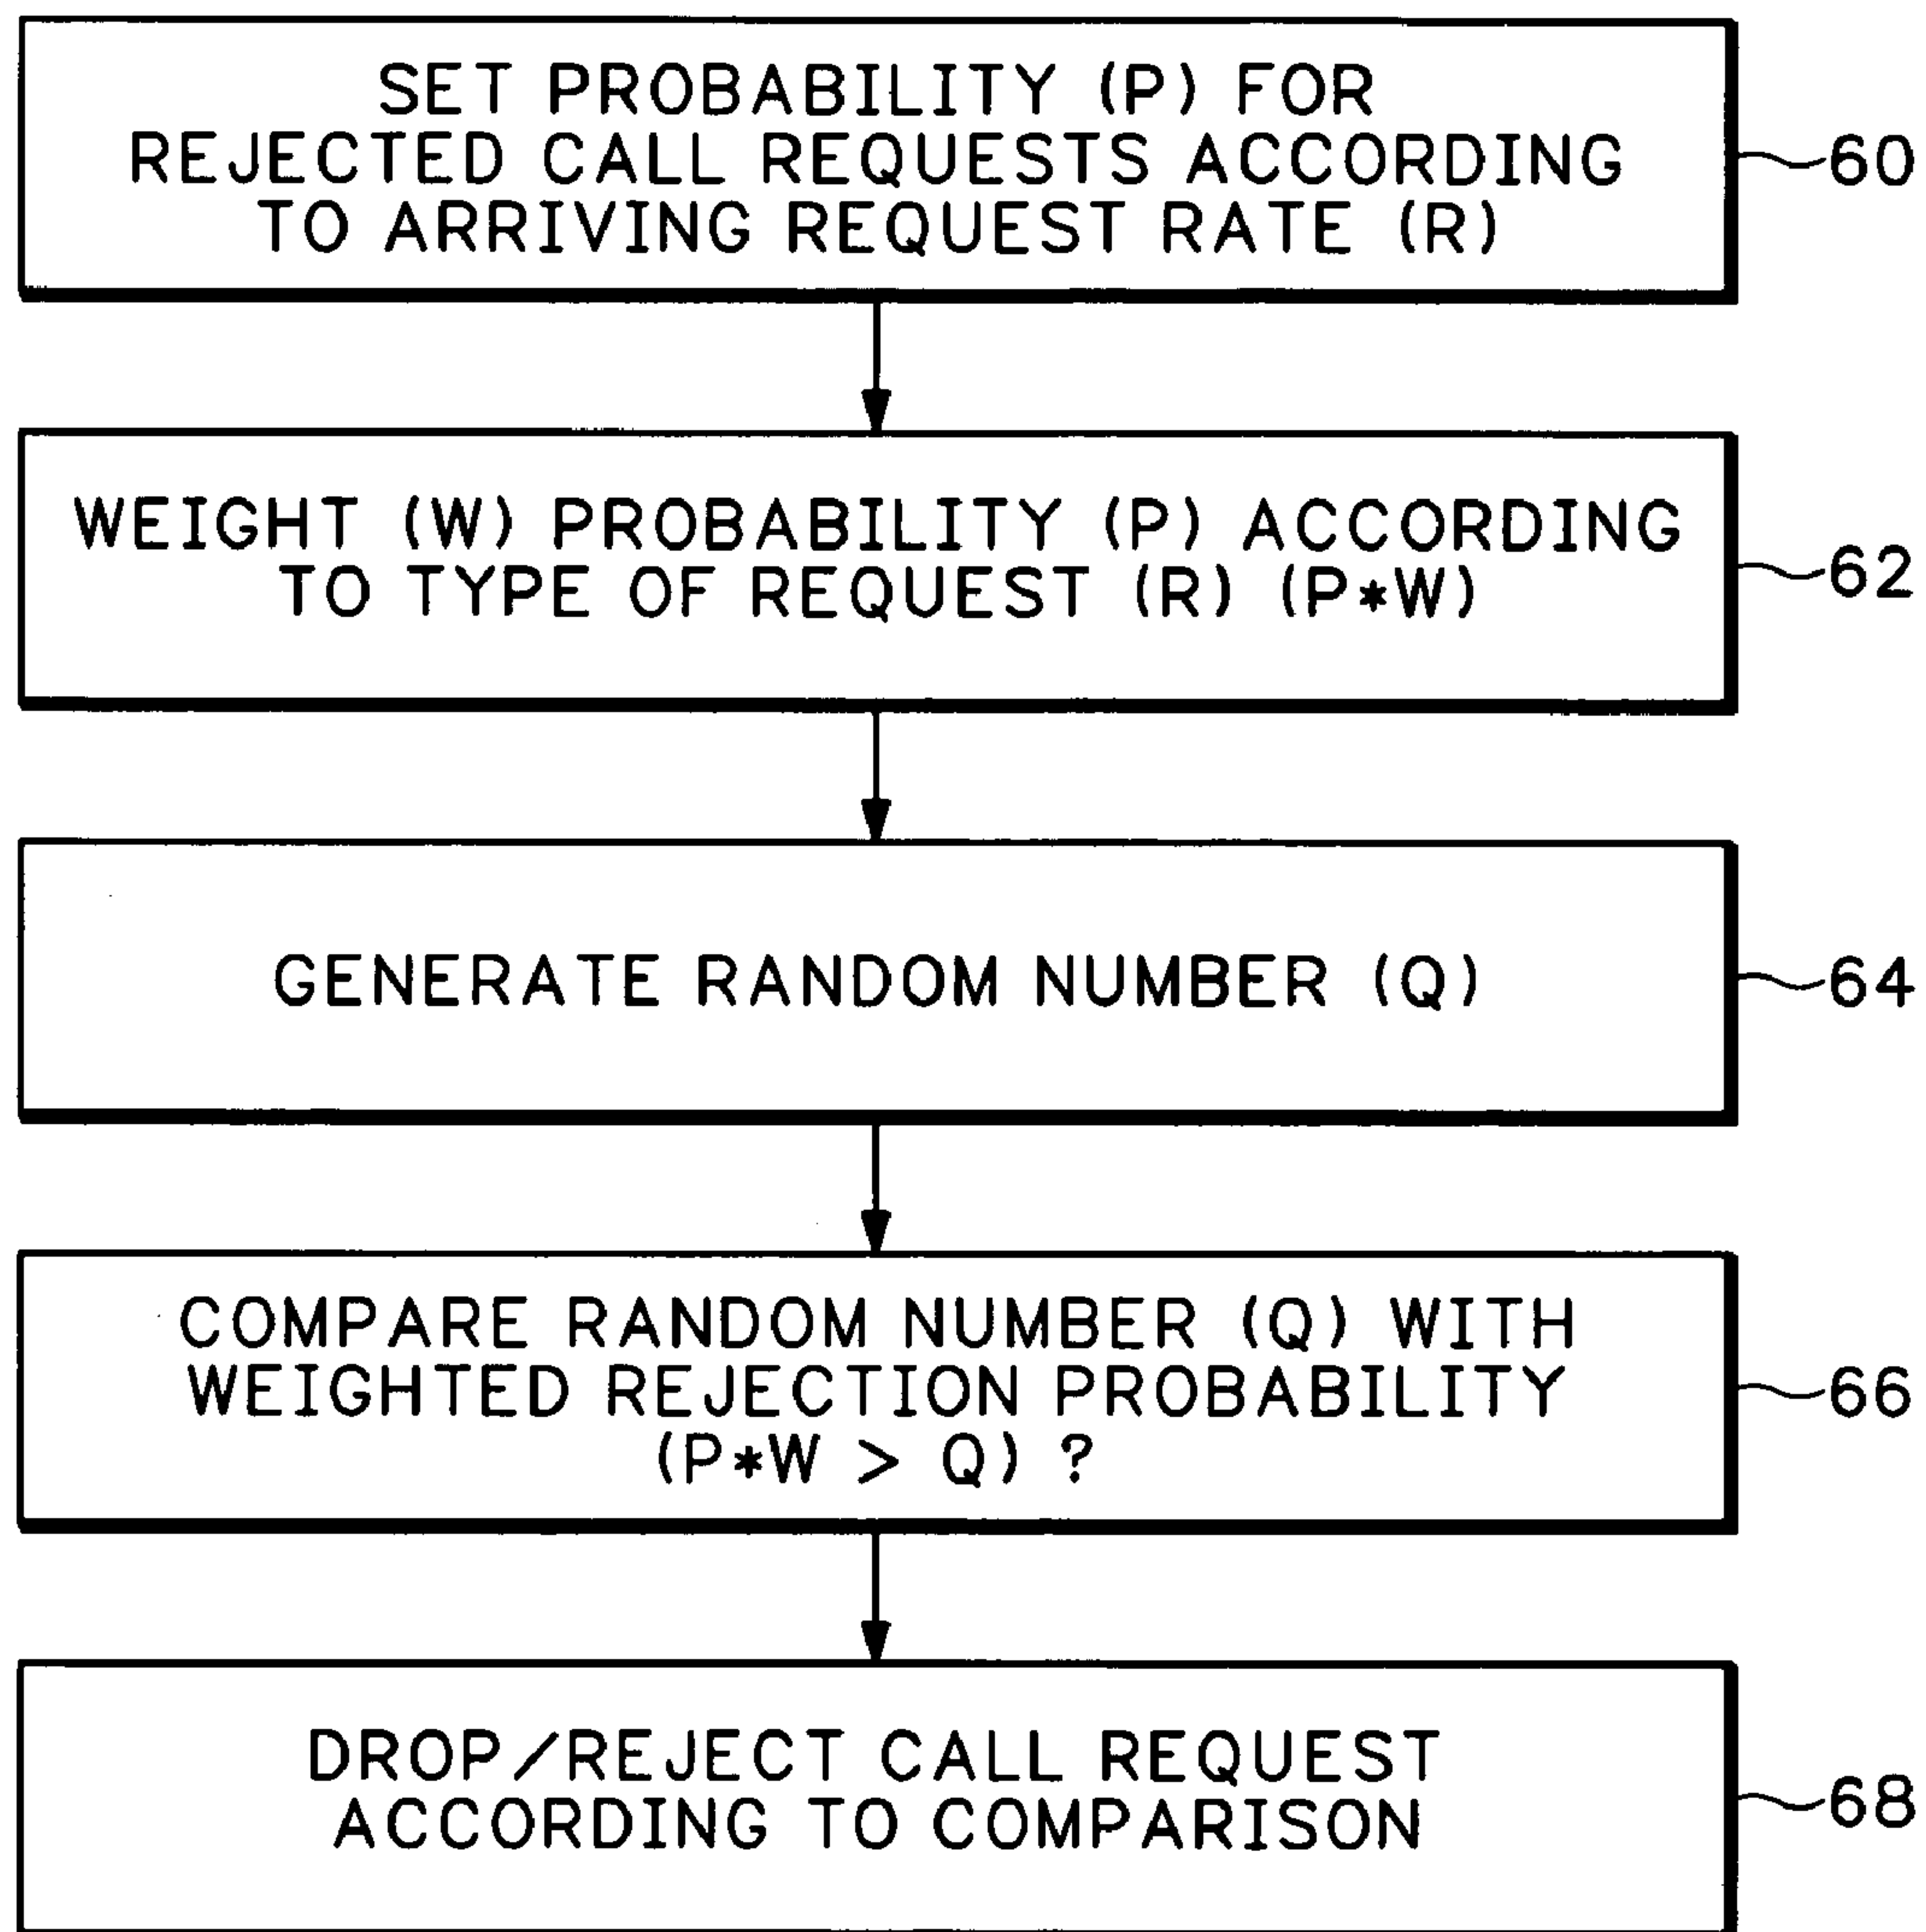 SET PROBABILITY (P) FOR
REJECTED CALL REQUESTS ACCORDING
TO ARRIVING REQUEST RATE (R)
60
WEIGHT (W) PROBABILITY (P) ACCORDING
TO TYPE OF REQUEST (R) (P*W)
62
GENERATE RANDOM NUMBER (Q)
64
COMPARE RANDOM NUMBER (Q) WITH
WEIGHTED REJECTION PROBABILITY
(P*W > Q) ?
66
DROP/REJECT CALL REQUEST
ACCORDING TO COMPARISON
68